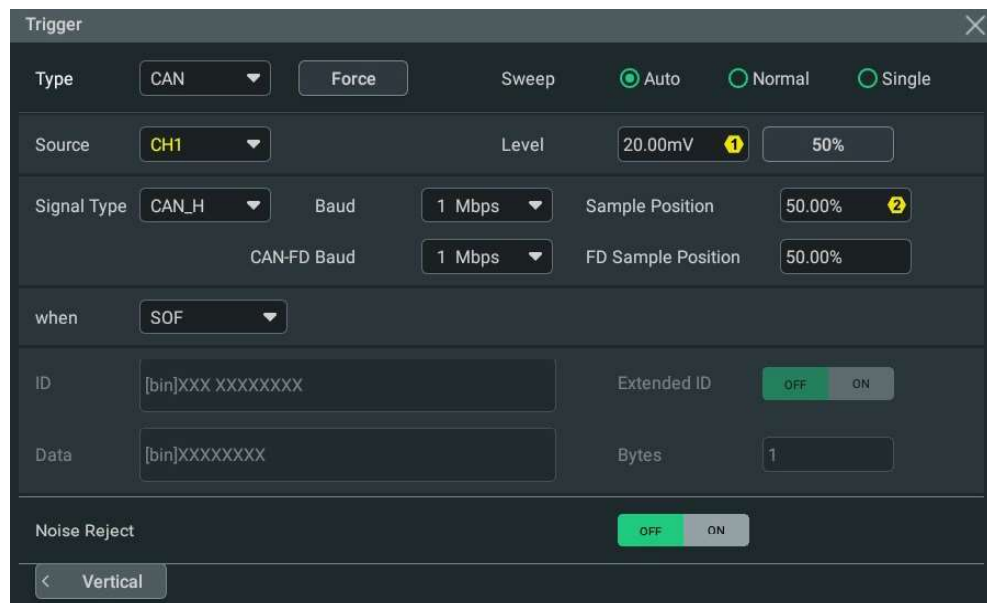 Trigger
Type CAN Force Sweep Auto Normal Single
Source CH1 Level 20.00mV 1 50%
Signal Type CAN_H Baud 1 Mbps Sample Position 50.00% 2
CAN-FD Baud 1 Mbps FD Sample Position 50.00%
when SOF
ID [bin]XXX XXXXXXXX Extended ID OFF ON
Data [bin]XXXXXXXX Bytes 1
Noise Reject OFF ON
< Vertical